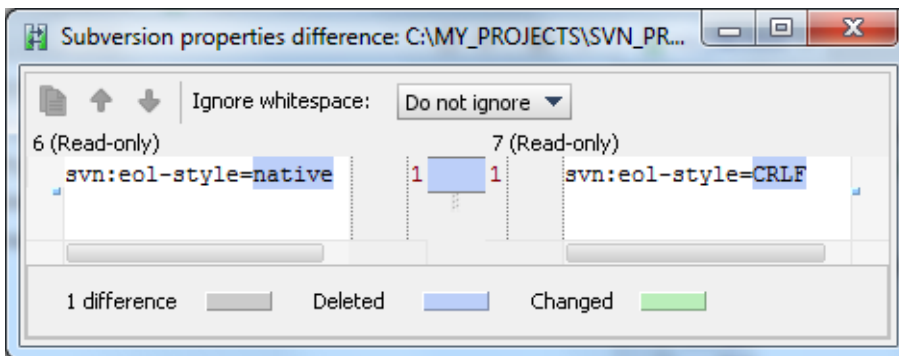 Subversion properties difference: C:\MY_PROJECTS\SVN_PR...
Ignore whitespace: Do not ignore
6 (Read-only) 7 (Read-only)
svn:eol-style=native 1 1 svn:eol-style=CRLF
1 difference Deleted Changed